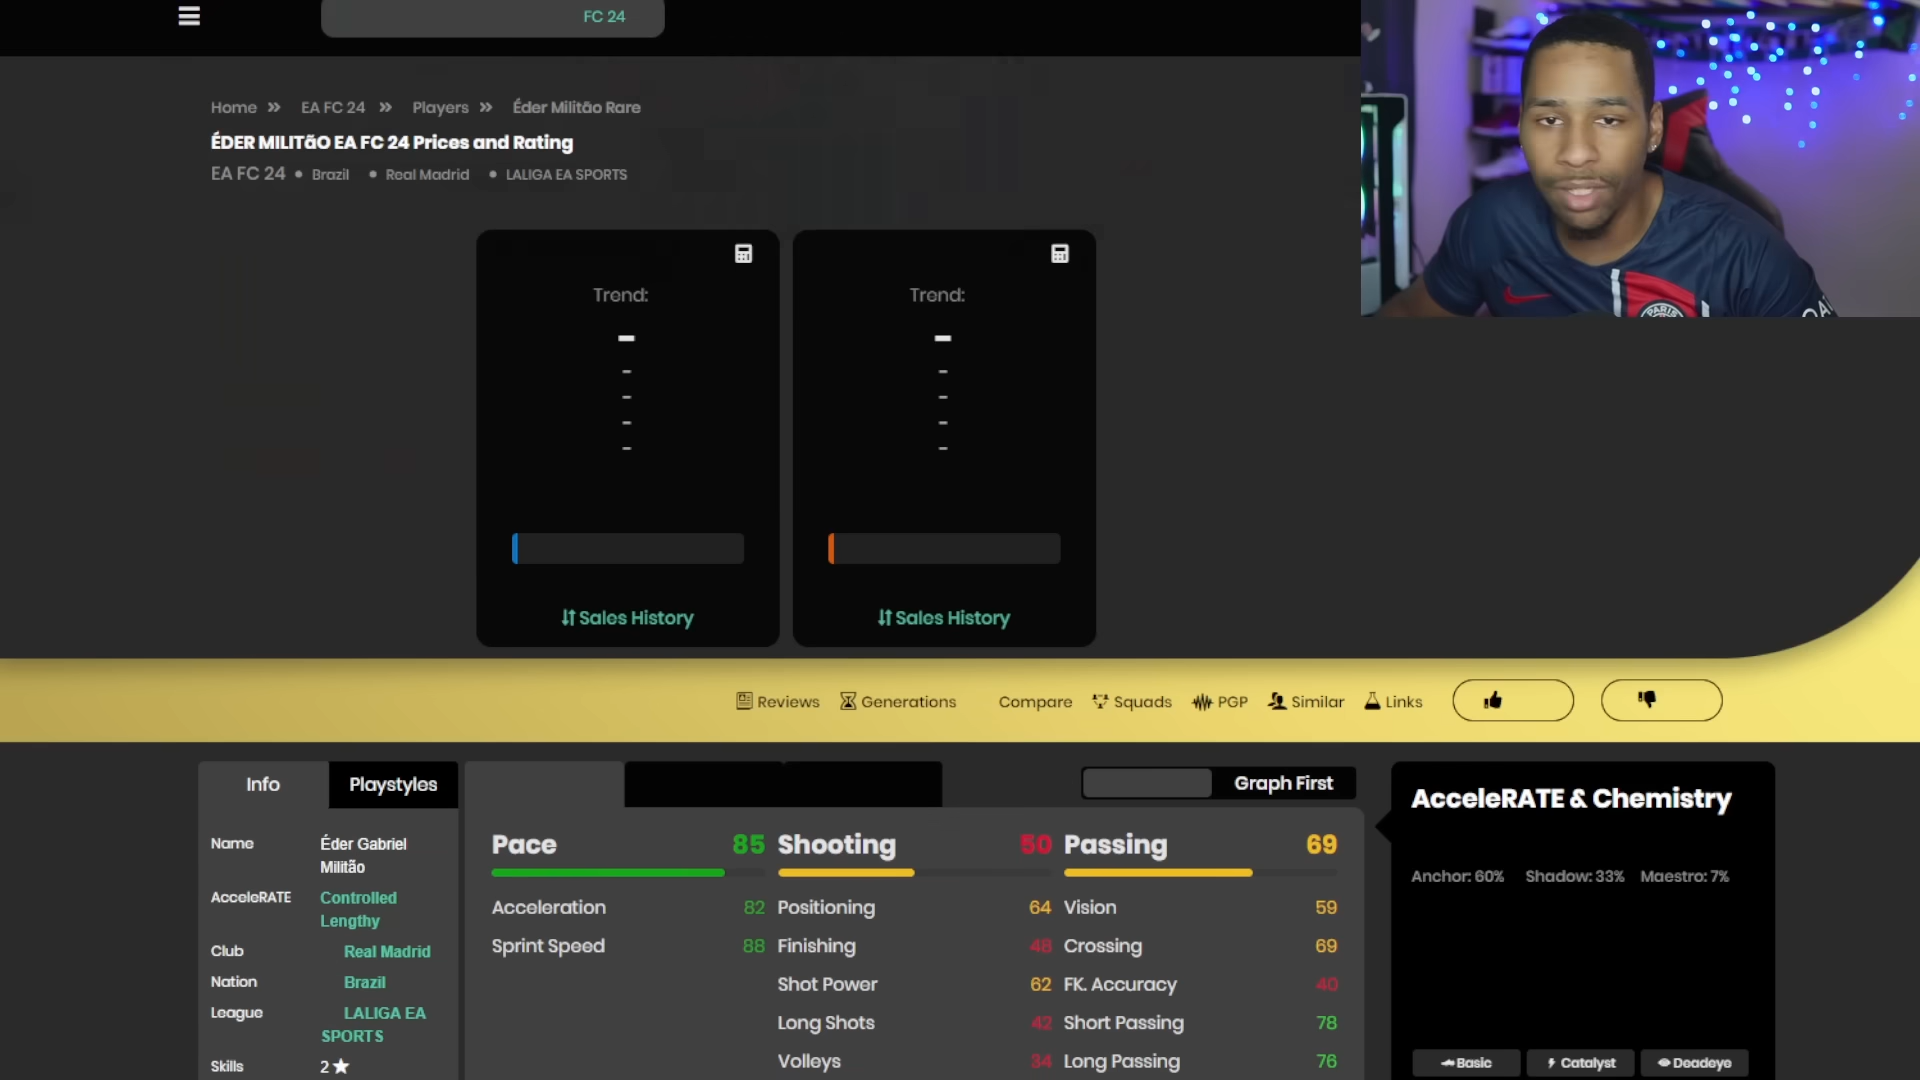 FC 24
Home » EA FC 24 » Players » Éder Militão Rare
ÉDER MILITãO EA FC 24 Prices and Rating
EA FC 24 • Brazil • Real Madrid • LALIGA EA SPORTS
Trend: Trend:
- -
- -
- -
- -
- -
Sales History Sales History
Reviews Generations Compare Squads PGP Similar Links
Info Playstyles Graph First
AcceleRATE & Chemistry
Name Éder Gabriel
Militão
AcceleRATE Controlled
Lengthy
Club Real Madrid
Nation Brazil
League LALIGA EA
SPORTS
Skills 2★
Pace 85 Shooting 50 Passing 69
Acceleration 82 Positioning 64 Vision 59
Sprint Speed 88 Finishing 48 Crossing 69
Shot Power 62 FK. Accuracy 40
Long Shots 42 Short Passing 78
Volleys 34 Long Passing 76
Anchor: 60% Shadow: 33% Maestro: 7%
Basic Catalyst Deadeye
PARIS